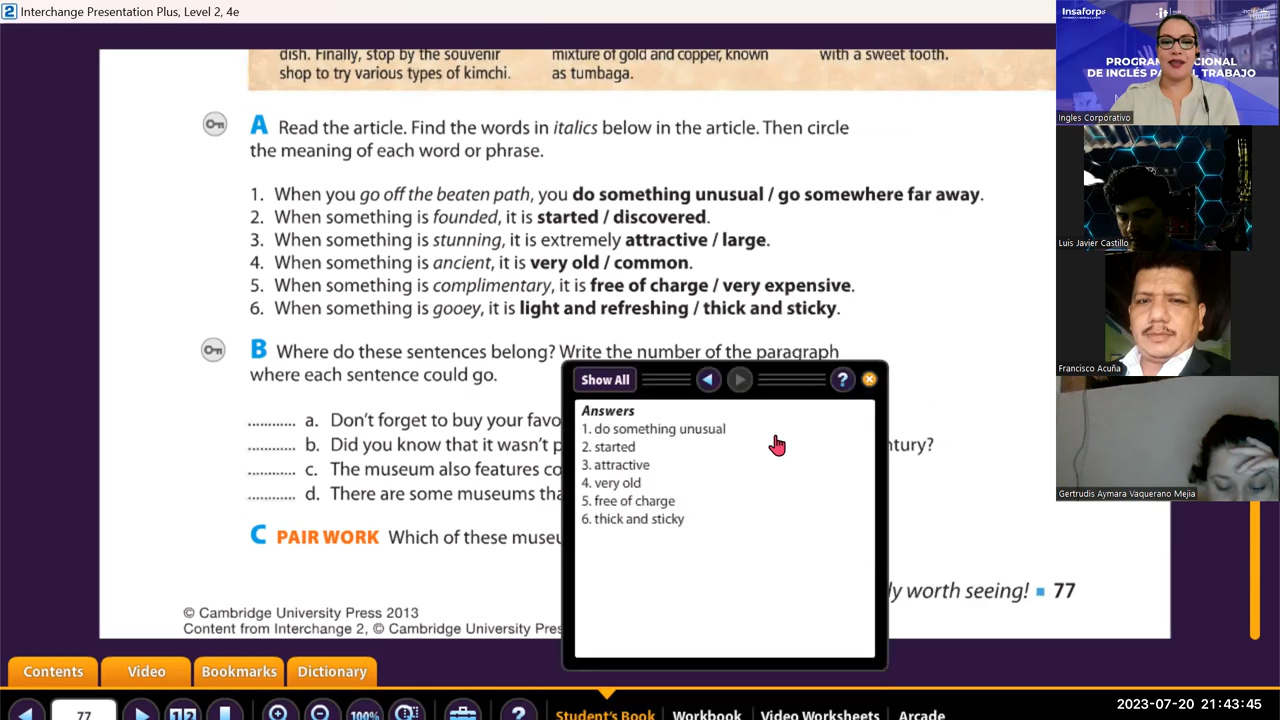 Interchange Presentation Plus, Level 2, 4e
dish. Finally, stop by the souvenir
shop to try various types of kimchi.
mixture of gold and copper, known
as tumbaga.
with a sweet tooth.
A Read the article. Find the words in italics below in the article. Then circle
the meaning of each word or phrase.
1. When you go off the beaten path, you do something unusual / go somewhere far away.
2. When something is founded, it is started / discovered.
3. When something is stunning, it is extremely attractive / large.
4. When something is ancient, it is very old / common.
5. When something is complimentary, it is free of charge / very expensive.
6. When something is gooey, it is light and refreshing / thick and sticky.
B Where do these sentences belong? Write the number of the paragraph
where each sentence could go.
........... a. Don't forget to buy your favo
........... b. Did you know that it wasn't p
ntury?
........... c. The museum also features co
........... d. There are some museums tha
C PAIR WORK Which of these museu
ly worth seeing! 77
© Cambridge University Press 2013
Content from Interchange 2, © Cambridge University Pres
Show All
?
Answers
1. do something unusual
2. started
3. attractive
4. very old
5. free of charge
6. thick and sticky
Contents
Video
Bookmarks
Dictionary
77
1 2
100%
?
Student's Book
Workbook
Video Worksheets
Arcade
Insaforp
PROGRAMA NACIONAL
DE INGLÉS PARA EL TRABAJO
Ingles Corporativo
Luis Javier Castillo
Francisco Acuña
Gertrudis Aymara Vaquerano Mejia
2023-07-20 21:43:45